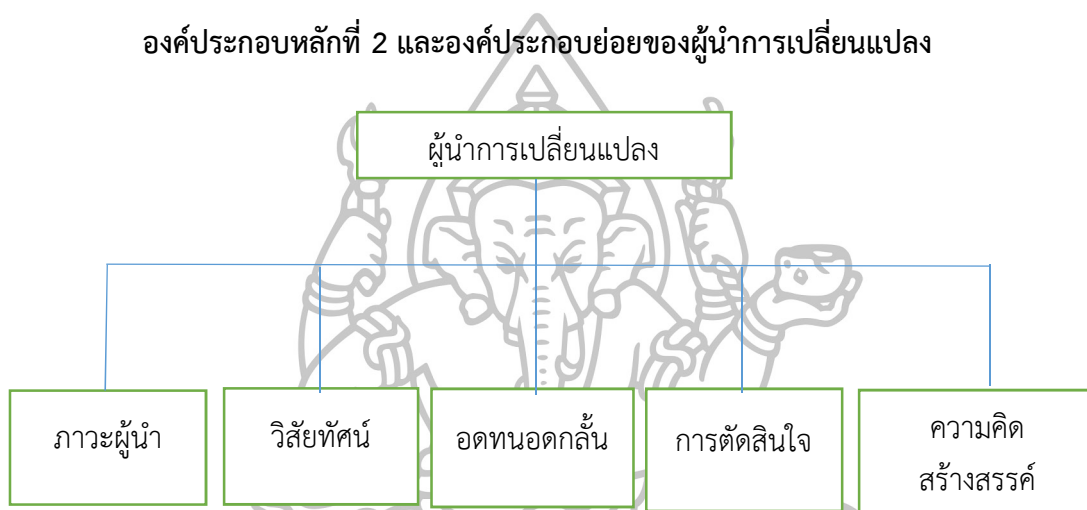 องค์ประกอบหลักที่ 2 และองค์ประกอบย่อยของผู้นำการเปลี่ยนแปลง
ผู้นำการเปลี่ยนแปลง
ภาวะผู้นำ
วิสัยทัศน์
อดทนอดกลั้น
การตัดสินใจ
ความคิด
สร้างสรรค์